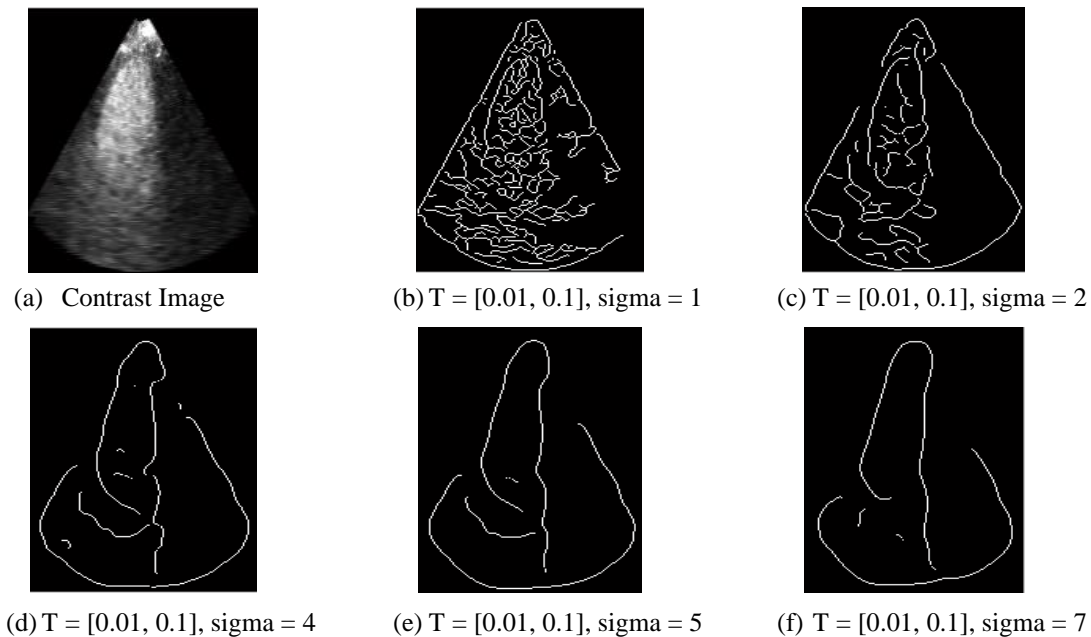 (a) Contrast Image
(b) T = [0.01, 0.1], sigma = 1
(c) T = [0.01, 0.1], sigma = 2
(d) T = [0.01, 0.1], sigma = 4
(e) T = [0.01, 0.1], sigma = 5
(f) T = [0.01, 0.1], sigma = 7